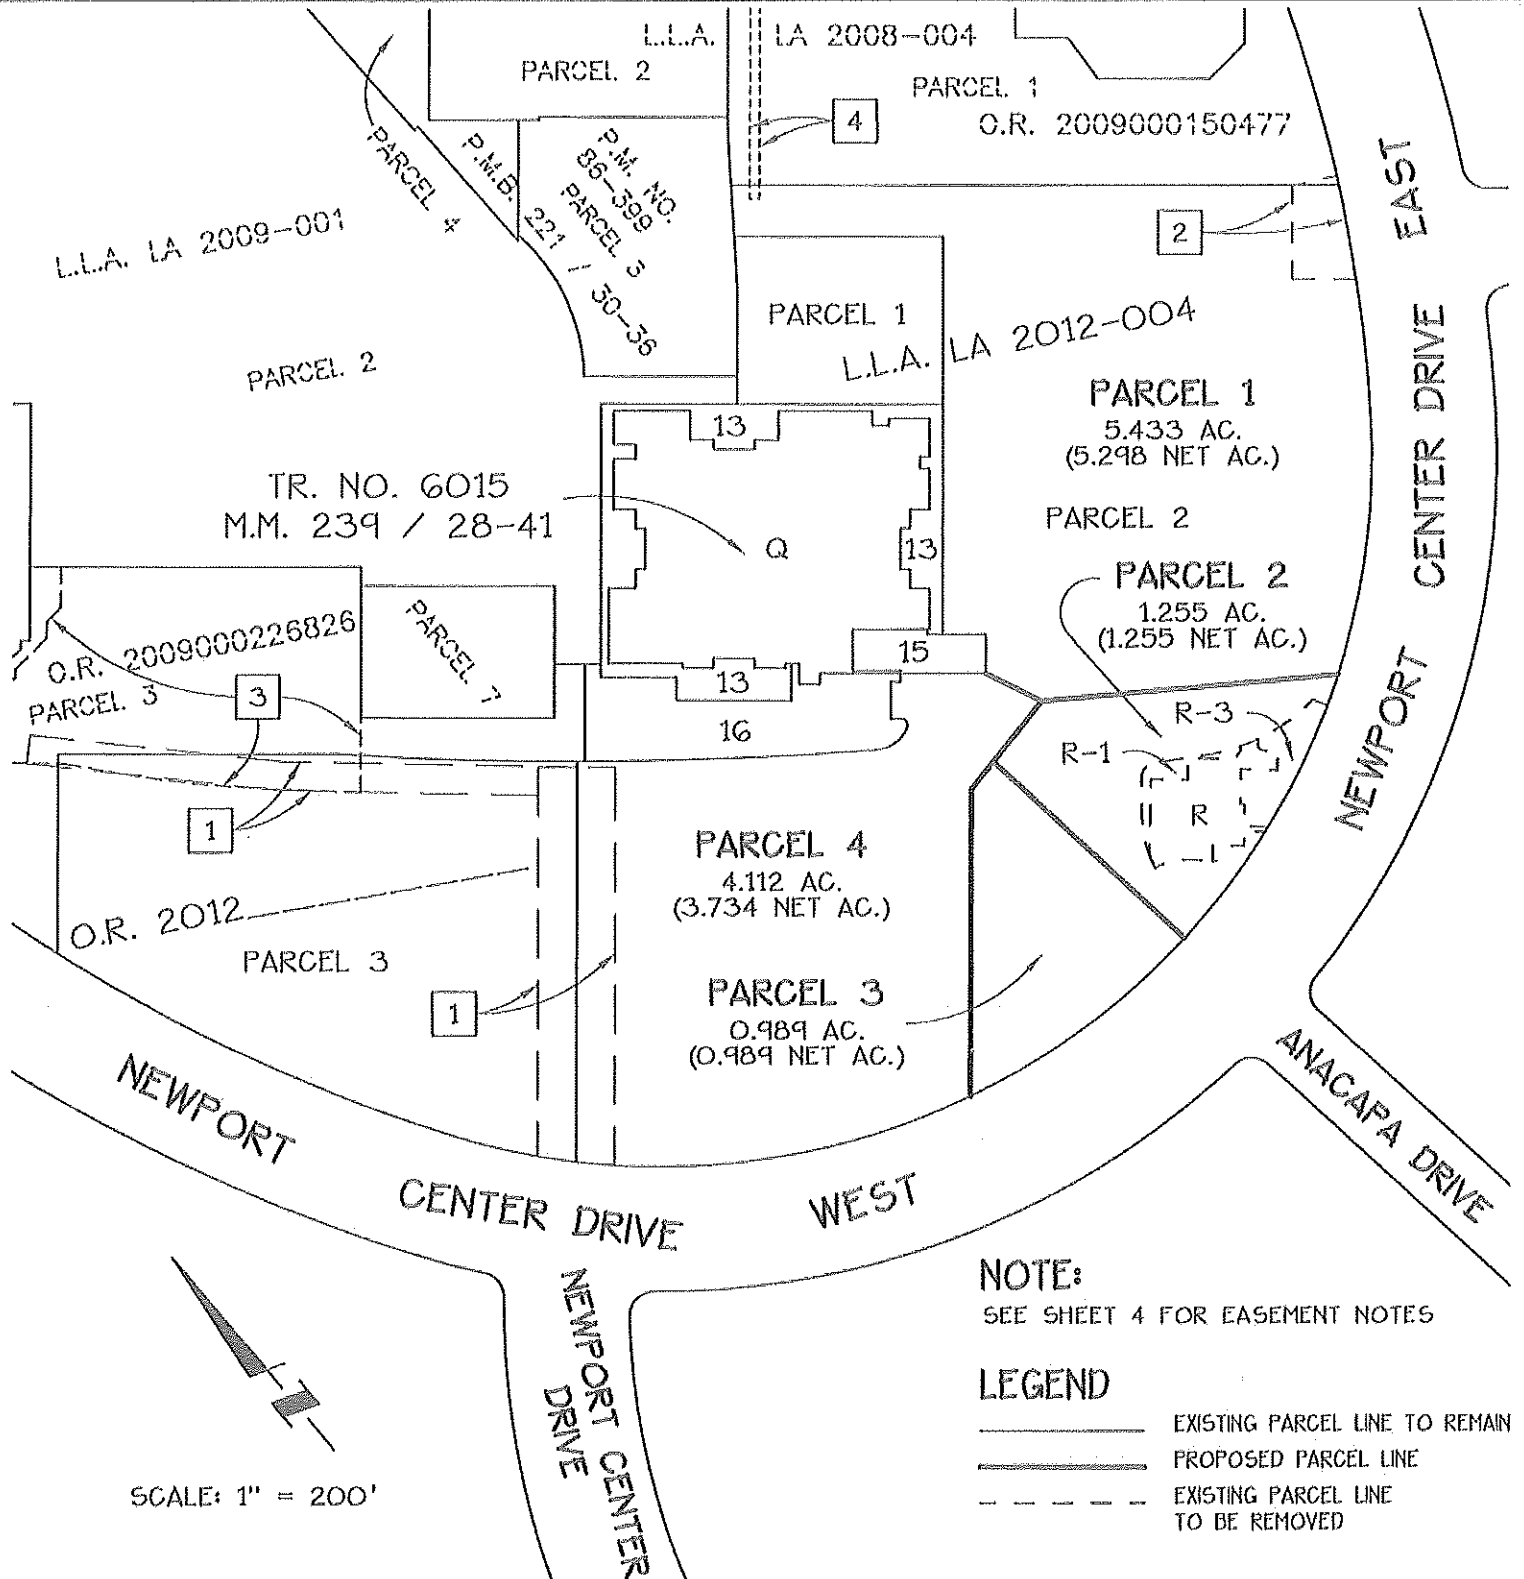 L.L.A. LA 2008-004
PARCEL 2
PARCEL 1
O.R. 2009000150477
4
PARCEL 4
P.M.B. 221 / 30-36
P.M. NO.
86-399
PARCEL 3
L.L.A. LA 2009-001
2
EAST
PARCEL 1
L.L.A. LA 2012-004
PARCEL 2
PARCEL 1
5.433 AC.
(5.298 NET AC.)
CENTER DRIVE
13
TR. NO. 6015
M.M. 239 / 28-41
Q
13
PARCEL 2
PARCEL 2
1.255 AC.
(1.255 NET AC.)
O.R. 2009000226826
PARCEL 3
PARCEL 7
3
15
13
16
R-3
R-1
R
NEWPORT
1
PARCEL 4
4.112 AC.
(3.734 NET AC.)
O.R. 2012
PARCEL 3
1
PARCEL 3
0.989 AC.
(0.989 NET AC.)
ANACAPA DRIVE
NEWPORT CENTER DRIVE WEST
NEWPORT CENTER
DRIVE
NOTE:
SEE SHEET 4 FOR EASEMENT NOTES
LEGEND
EXISTING PARCEL LINE TO REMAIN
PROPOSED PARCEL LINE
EXISTING PARCEL LINE
TO BE REMOVED
SCALE: 1" = 200'